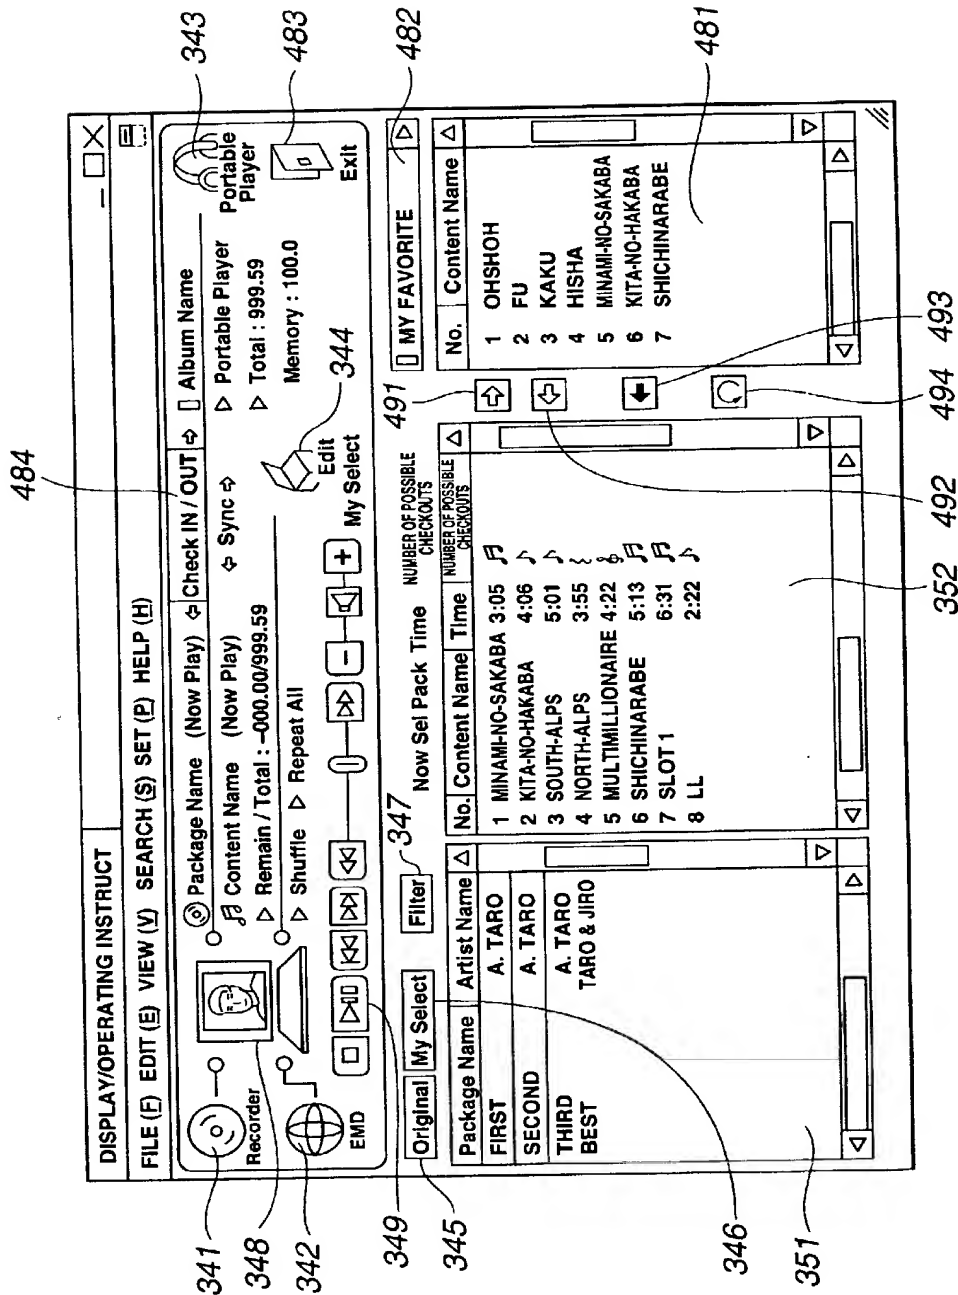 DISPLAY/OPERATING INSTRUCT
FILE (F) EDIT (E) VIEW (V) SEARCH (S) SET (P) HELP (H)
484
341
Recorder
348
342
EMD
349
Package Name (Now Play)
Check IN / OUT
Album Name
Content Name (Now Play)
Sync
Portable Player
Remain / Total : –000.00/999.59
Total : 999.59
Shuffle
Repeat All
Memory : 100.0
Portable
Player
343
Exit
483
Edit
My Select
344
345
Original
My Select
346
Filter
347
Now Sel Pack Time
NUMBER OF POSSIBLE
CHECKOUTS
MY FAVORITE
482
Package Name Artist Name
FIRST A. TARO
SECOND A. TARO
THIRD A. TARO
BEST TARO & JIRO
351
No. Content Name Time NUMBER OF POSSIBLE
CHECKOUTS
1 MINAMI-NO-SAKABA 3:05
2 KITA-NO-HAKABA 4:06
3 SOUTH-ALPS 5:01
4 NORTH-ALPS 3:55
5 MULTIMILLIONAIRE 4:22
6 SHICHINARABE 5:13
7 SLOT 1 6:31
8 LL 2:22
352
491
492
493
494
No. Content Name
1 OHSHOH
2 FU
3 KAKU
4 HISHA
5 MINAMI-NO-SAKABA
6 KITA-NO-HAKABA
7 SHICHINARABE
481